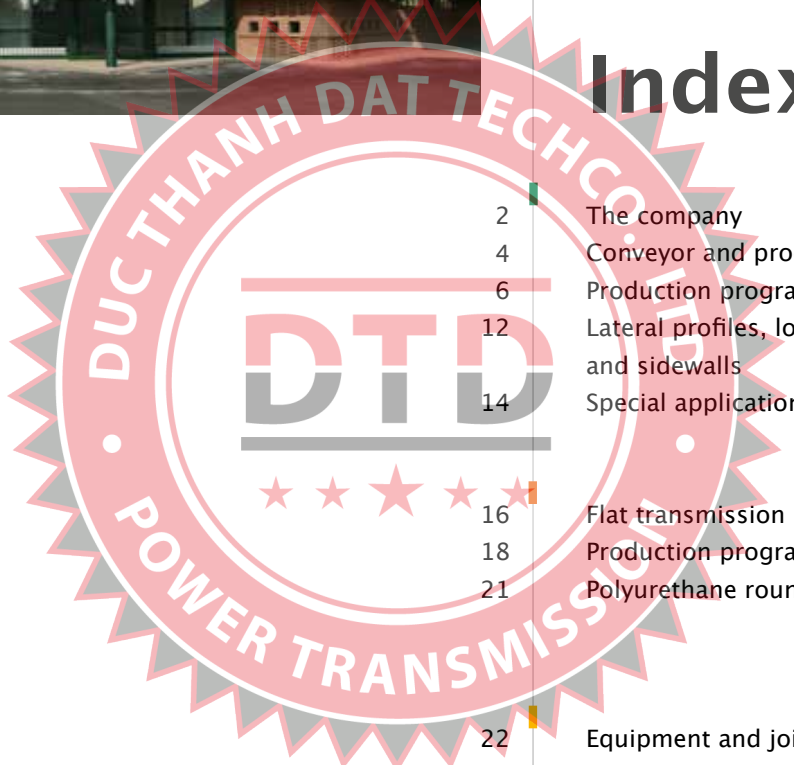 Index
DUC THANH DAT TECHCO., LTD
DTD
POWER TRANSMISSION
2 The company
4 Conveyor and pro
6 Production progra
12 Lateral profiles, lo
and sidewalls
14 Special application
16 Flat transmission
18 Production progra
21 Polyurethane roun
22 Equipment and joi